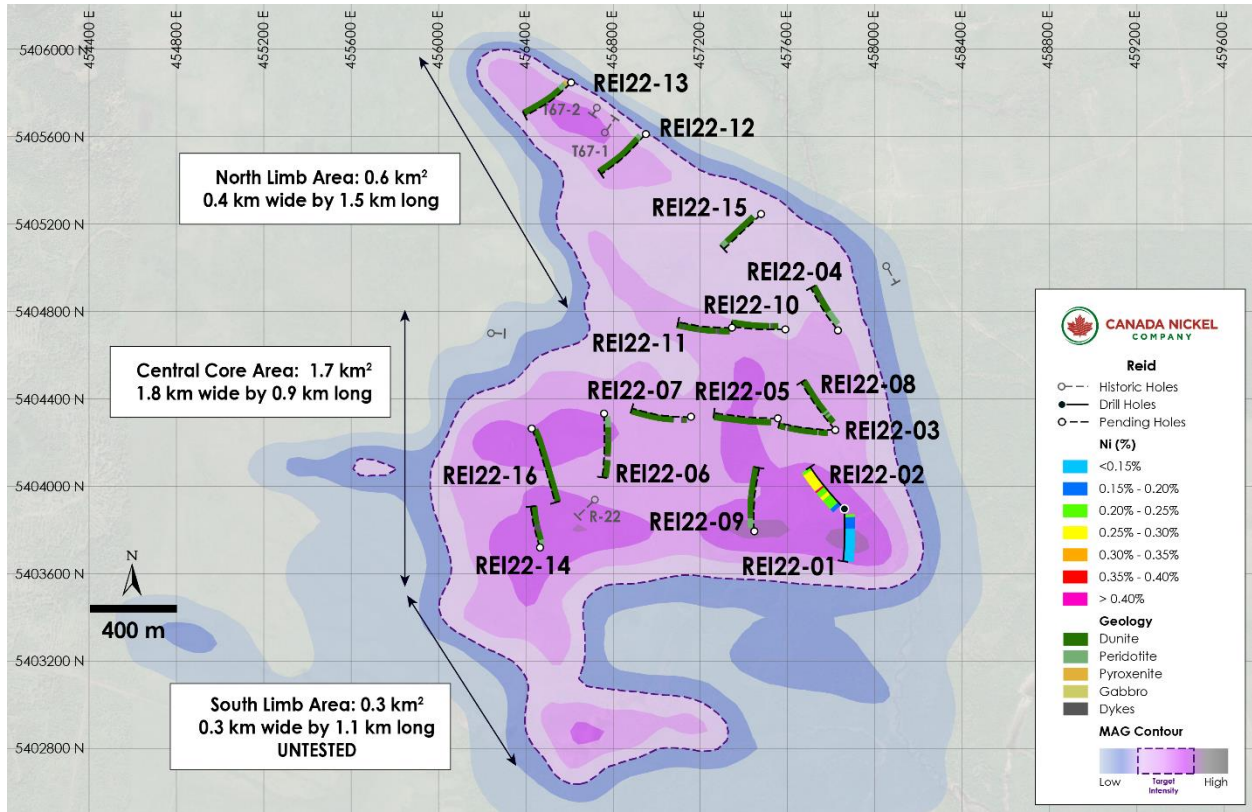 454400 E
454800 E
455200 E
455600 E
456000 E
456400 E
456800 E
457200 E
457600 E
458000 E
458400 E
458800 E
459200 E
459600 E
5406000 N
5405600 N
5405200 N
5404800 N
5404400 N
5404000 N
5403600 N
5403200 N
5402800 N
REI22-13
T67-2
REI22-12
T67-1
North Limb Area: 0.6 km²
0.4 km wide by 1.5 km long
REI22-15
REI22-04
REI22-10
REI22-11
Central Core Area: 1.7 km²
1.8 km wide by 0.9 km long
REI22-07
REI22-05
REI22-08
REI22-03
REI22-02
REI22-16
REI22-06
R-22
REI22-09
REI22-14
REI22-01
N
400 m
South Limb Area: 0.3 km²
0.3 km wide by 1.1 km long
UNTESTED
CANADA NICKEL
COMPANY
Reid
Historic Holes
Drill Holes
Pending Holes
Ni (%)
<0.15%
0.15% - 0.20%
0.20% - 0.25%
0.25% - 0.30%
0.30% - 0.35%
0.35% - 0.40%
> 0.40%
Geology
Dunite
Peridotite
Pyroxenite
Gabbro
Dykes
MAG Contour
Low
Target
Intensity
High